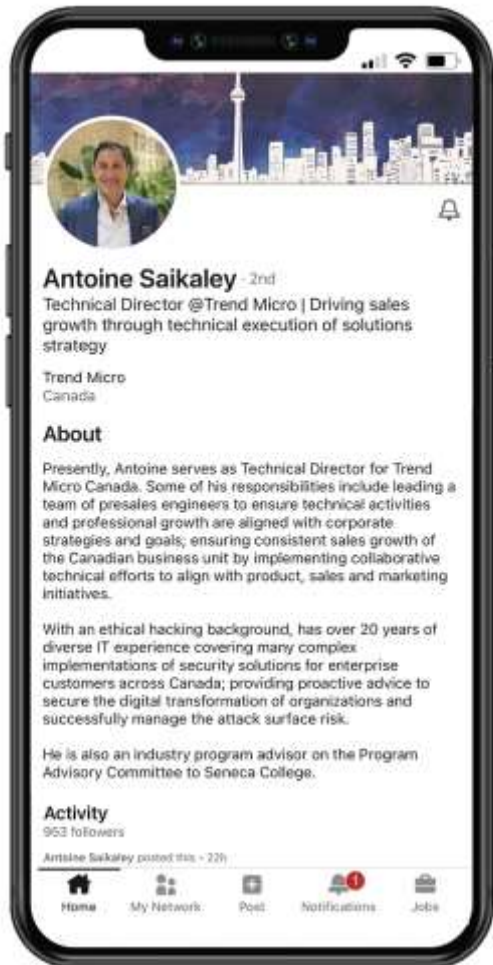 Antoine Saikaley · 2nd
Technical Director @Trend Micro | Driving sales
growth through technical execution of solutions
strategy
Trend Micro
Canada
About
Presently, Antoine serves as Technical Director for Trend
Micro Canada. Some of his responsibilities include leading a
team of presales engineers to ensure technical activities
and professional growth are aligned with corporate
strategies and goals; ensuring consistent sales growth of
the Canadian business unit by implementing collaborative
technical efforts to align with product, sales and marketing
initiatives.
With an ethical hacking background, has over 20 years of
diverse IT experience covering many complex
implementations of security solutions for enterprise
customers across Canada; providing proactive advice to
secure the digital transformation of organizations and
successfully manage the attack surface risk.
He is also an industry program advisor on the Program
Advisory Committee to Seneca College.
Activity
953 followers
Antoine Saikaley posted this · 22h
1
Home My Network Post Notifications Jobs